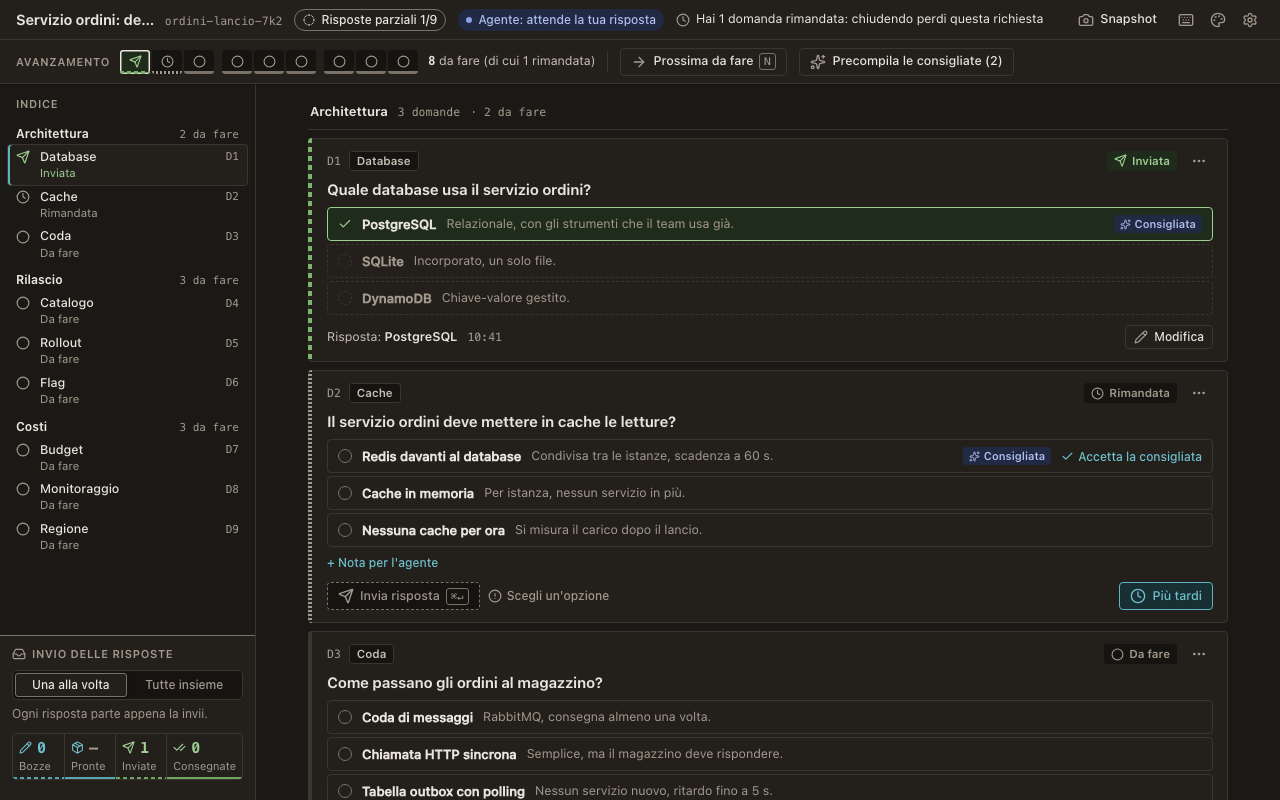 Servizio ordini: de... ordini-lancio-7k2 Risposte parziali 1/9 Agente: attende la tua risposta Hai 1 domanda rimandata: chiudendo perdi questa richiesta Snapshot
AVANZAMENTO 8 da fare (di cui 1 rimandata) Prossima da fare N Precompila le consigliate (2)
INDICE
Architettura 2 da fare
Database D1
Inviata
Cache D2
Rimandata
Coda D3
Da fare
Rilascio 3 da fare
Catalogo D4
Da fare
Rollout D5
Da fare
Flag D6
Da fare
Costi 3 da fare
Budget D7
Da fare
Monitoraggio D8
Da fare
Regione D9
Da fare
INVIO DELLE RISPOSTE
Una alla volta Tutte insieme
Ogni risposta parte appena la invii.
0 – 1 0
Bozze Pronte Inviate Consegnate
Architettura 3 domande · 2 da fare
D1 Database Inviata
Quale database usa il servizio ordini?
PostgreSQL Relazionale, con gli strumenti che il team usa già. Consigliata
SQLite Incorporato, un solo file.
DynamoDB Chiave-valore gestito.
Risposta: PostgreSQL 10:41 Modifica
D2 Cache Rimandata
Il servizio ordini deve mettere in cache le letture?
Redis davanti al database Condivisa tra le istanze, scadenza a 60 s. Consigliata Accetta la consigliata
Cache in memoria Per istanza, nessun servizio in più.
Nessuna cache per ora Si misura il carico dopo il lancio.
+ Nota per l'agente
Invia risposta ⌘↵ Scegli un'opzione Più tardi
D3 Coda Da fare
Come passano gli ordini al magazzino?
Coda di messaggi RabbitMQ, consegna almeno una volta.
Chiamata HTTP sincrona Semplice, ma il magazzino deve rispondere.
Tabella outbox con polling Nessun servizio nuovo, ritardo fino a 5 s.